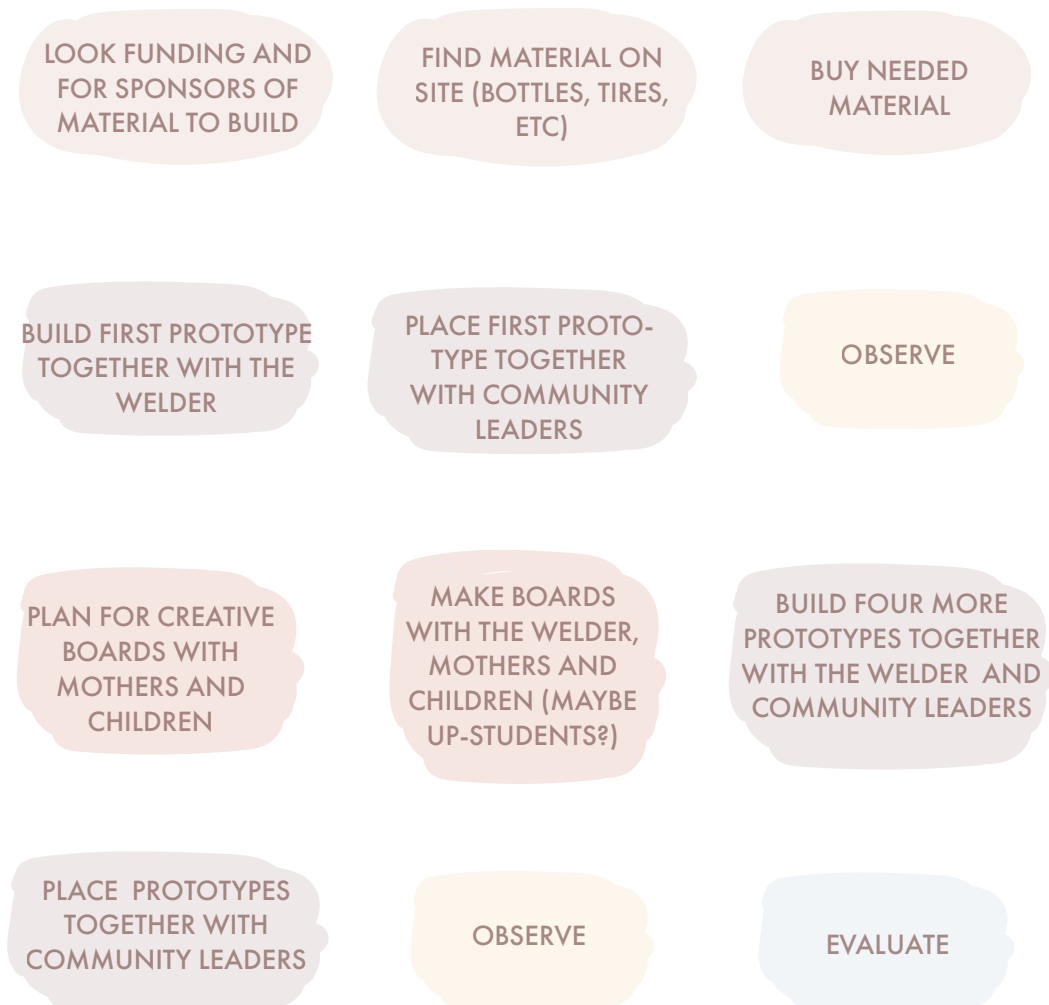 LOOK FUNDING AND
FOR SPONSORS OF
MATERIAL TO BUILD
FIND MATERIAL ON
SITE (BOTTLES, TIRES,
ETC)
BUY NEEDED
MATERIAL
BUILD FIRST PROTOTYPE
TOGETHER WITH THE
WELDER
PLACE FIRST PROTO-
TYPE TOGETHER
WITH COMMUNITY
LEADERS
OBSERVE
PLAN FOR CREATIVE
BOARDS WITH
MOTHERS AND
CHILDREN
MAKE BOARDS
WITH THE WELDER,
MOTHERS AND
CHILDREN (MAYBE
UP-STUDENTS?)
BUILD FOUR MORE
PROTOTYPES TOGETHER
WITH THE WELDER  AND
COMMUNITY LEADERS
PLACE  PROTOTYPES
TOGETHER WITH
COMMUNITY LEADERS
OBSERVE
EVALUATE